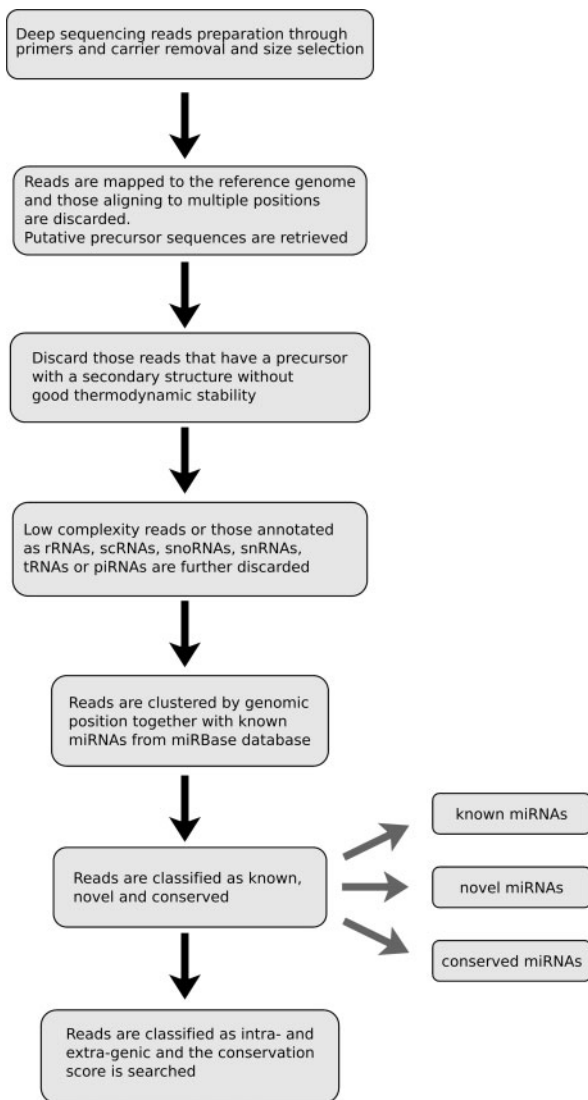 Deep sequencing reads preparation through
primers and carrier removal and size selection
Reads are mapped to the reference genome
and those aligning to multiple positions
are discarded.
Putative precursor sequences are retrieved
Discard those reads that have a precursor
with a secondary structure without
good thermodynamic stability
Low complexity reads or those annotated
as rRNAs, scRNAs, snoRNAs, snRNAs,
tRNAs or piRNAs are further discarded
Reads are clustered by genomic
position together with known
miRNAs from miRBase database
Reads are classified as known,
novel and conserved
known miRNAs
novel miRNAs
conserved miRNAs
Reads are classified as intra- and
extra-genic and the conservation
score is searched